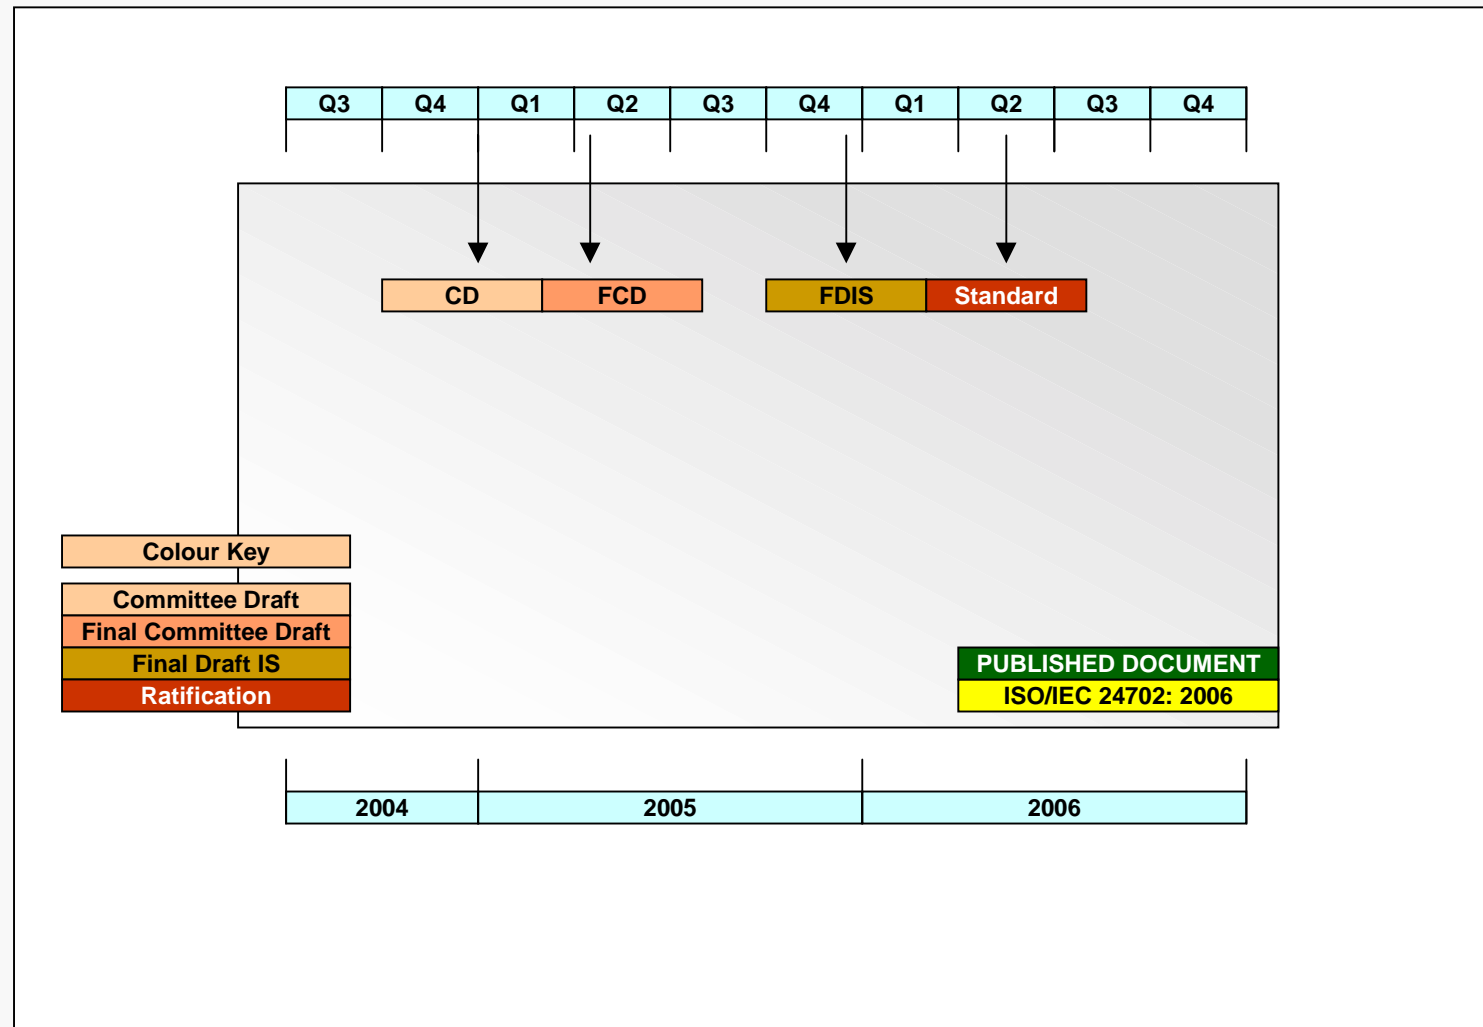 Q3 Q4 Q1 Q2 Q3 Q4 Q1 Q2 Q3 Q4
CD FCD FDIS Standard
Colour Key
Committee Draft
Final Committee Draft
Final Draft IS
Ratification
PUBLISHED DOCUMENT
ISO/IEC 24702: 2006
2004 2005 2006